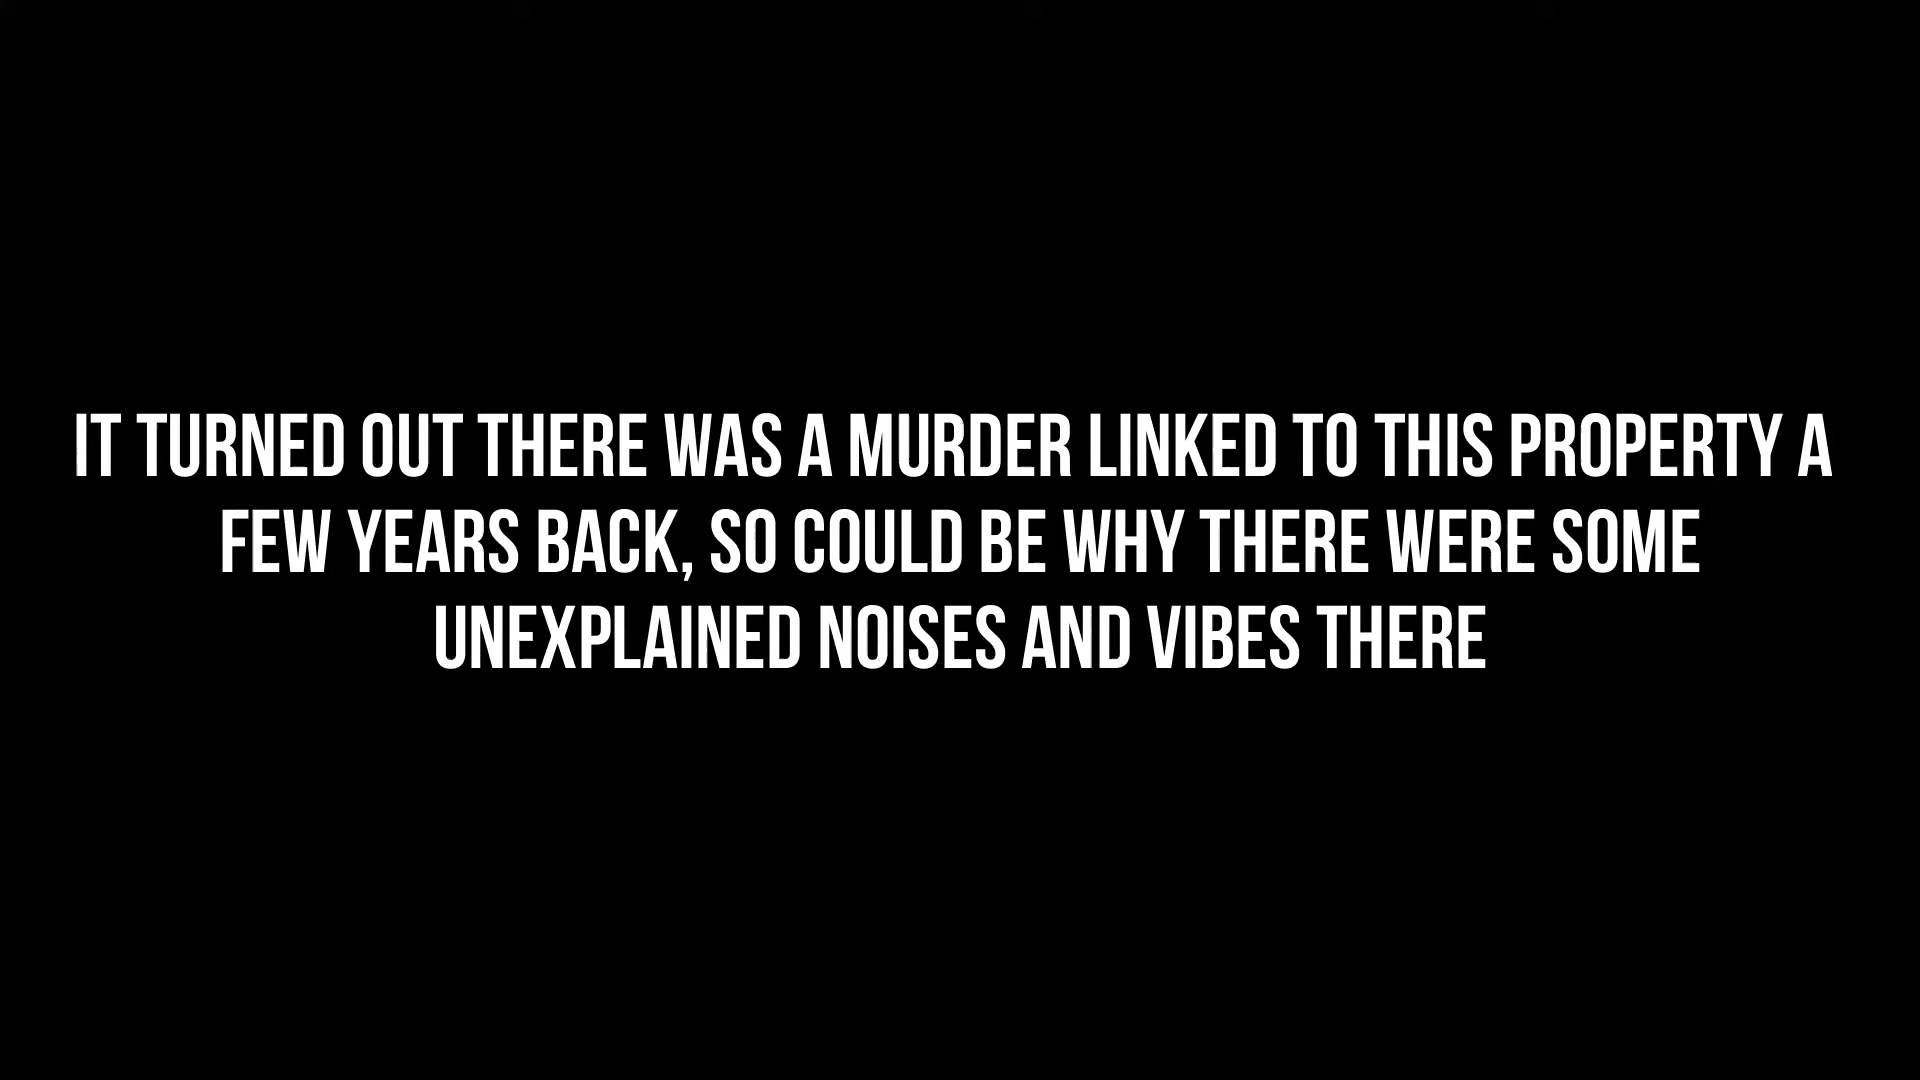 IT TURNED OUT THERE WAS A MURDER LINKED TO THIS PROPERTY A
FEW YEARS BACK, SO COULD BE WHY THERE WERE SOME
UNEXPLAINED NOISES AND VIBES THERE